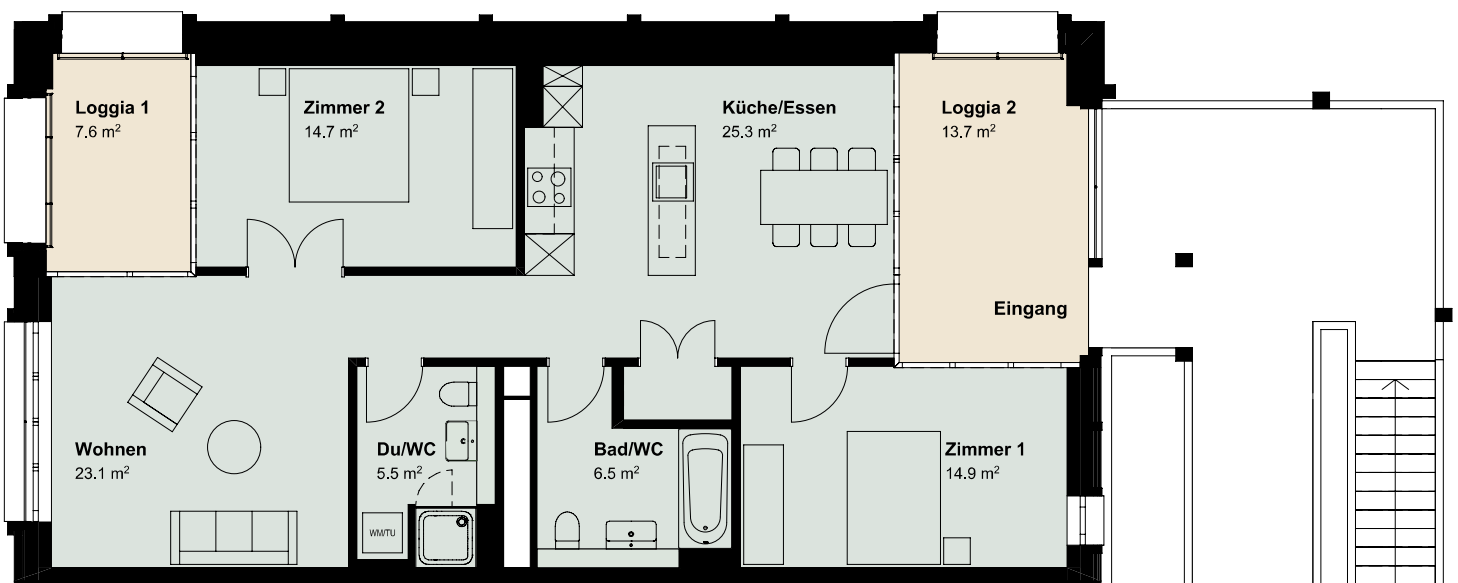 Loggia 1
7.6 m²
Zimmer 2
14.7 m²
Küche/Essen
25.3 m²
Loggia 2
13.7 m²
Eingang
Wohnen
23.1 m²
Du/WC
5.5 m²
Bad/WC
6.5 m²
Zimmer 1
14.9 m²
WM/TU